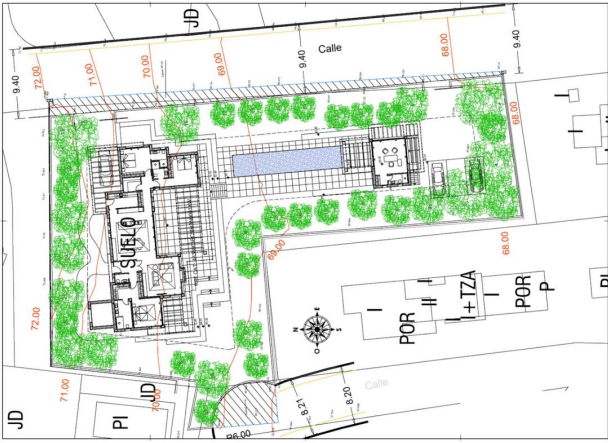 JD
Calle
9.40
9.40
9.40
72.00
71.00
70.00
69.00
68.00
68.00
SUELO
69.00
68.00
72.00
71.00
70.00
JD
JD
PI
N
E
S
O
I
I
I
POR
II
I
I+TZA
I
POR
P
PI
Calle
8.21
8.20
R6.00